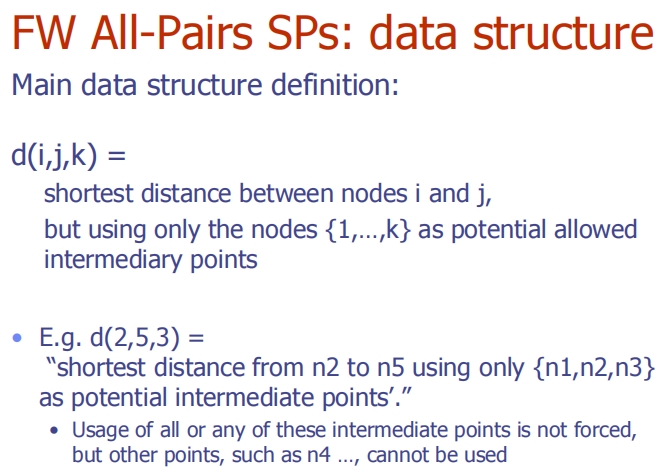 FW All-Pairs SPs: data structure
Main data structure definition:
d(i,j,k) =
shortest distance between nodes i and j,
but using only the nodes {1,…,k} as potential allowed
intermediary points
• E.g. d(2,5,3) =
“shortest distance from n2 to n5 using only {n1,n2,n3}
as potential intermediate points’.”
• Usage of all or any of these intermediate points is not forced,
but other points, such as n4 …, cannot be used